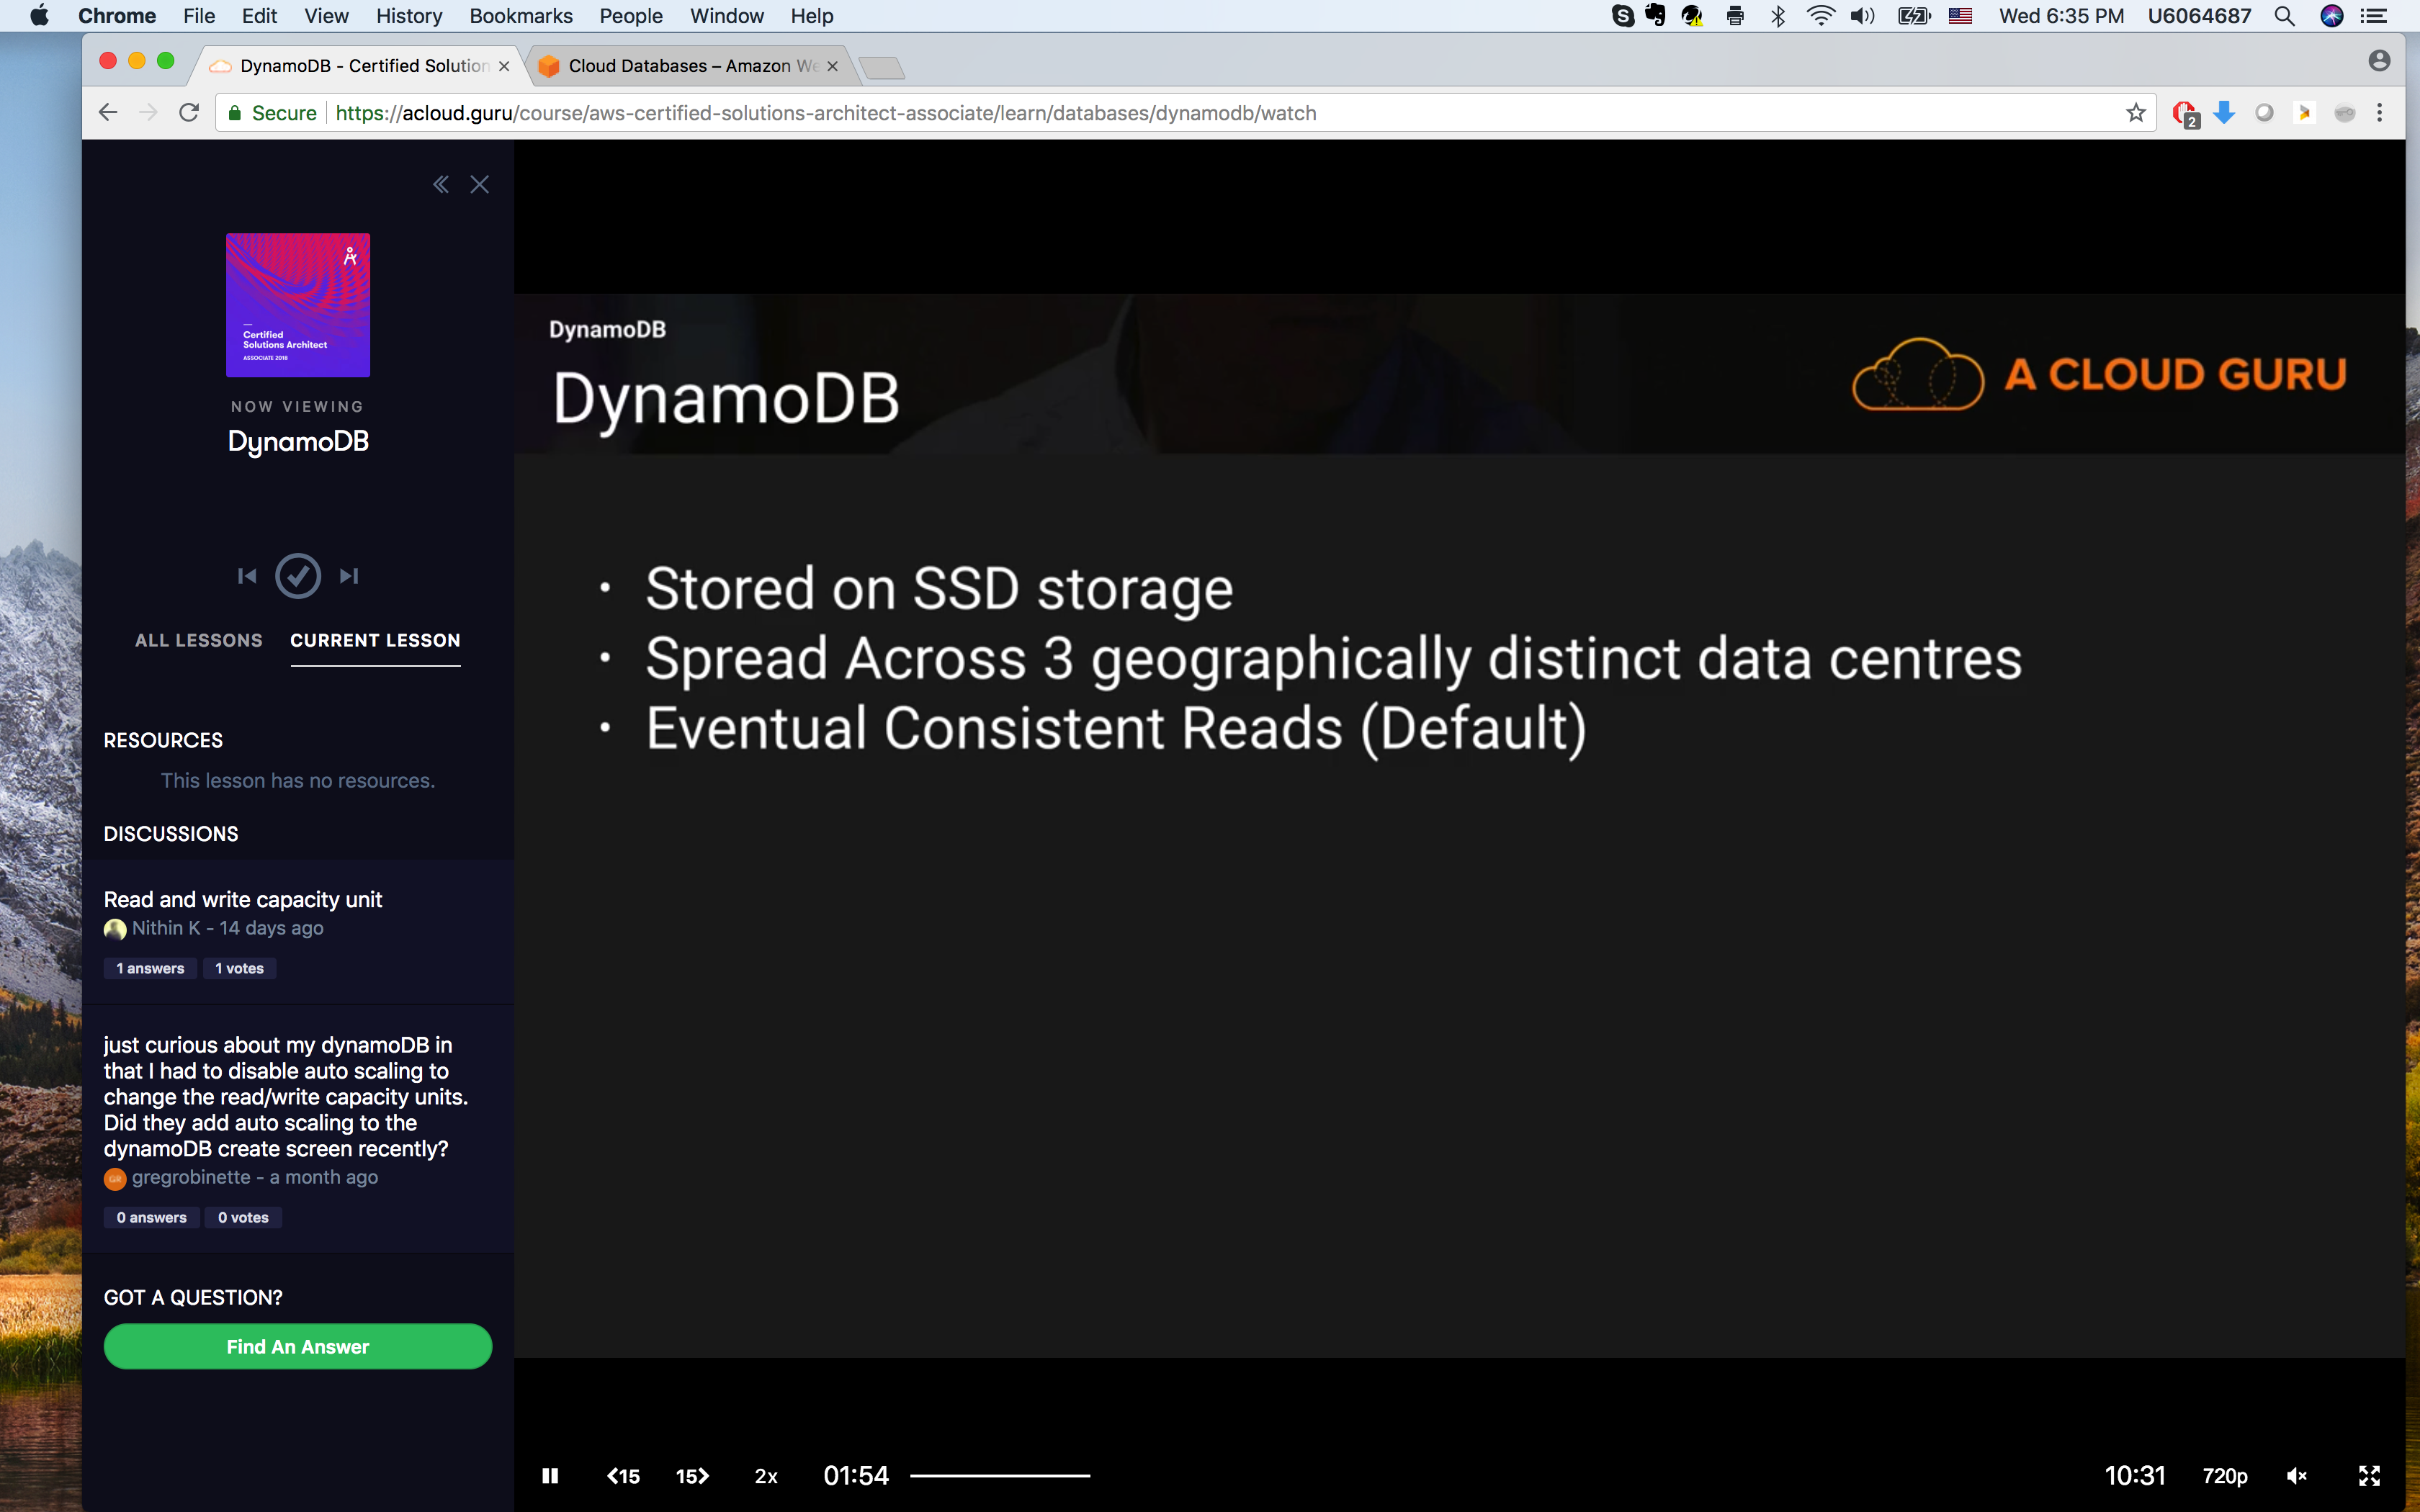 Chrome File Edit View History Bookmarks People Window Help Wed 6:35 PM U6064687
DynamoDB - Certified Solution Cloud Databases – Amazon We
Secure https://acloud.guru/course/aws-certified-solutions-architect-associate/learn/databases/dynamodb/watch 2
Certified
Solutions Architect
ASSOCIATE 2018
NOW VIEWING
DynamoDB
ALL LESSONS CURRENT LESSON
RESOURCES
This lesson has no resources.
DISCUSSIONS
Read and write capacity unit
Nithin K - 14 days ago
1 answers 1 votes
just curious about my dynamoDB in
that I had to disable auto scaling to
change the read/write capacity units.
Did they add auto scaling to the
dynamoDB create screen recently?
GR gregrobinette - a month ago
0 answers 0 votes
GOT A QUESTION?
Find An Answer
DynamoDB
DynamoDB
A CLOUD GURU
• Stored on SSD storage
• Spread Across 3 geographically distinct data centres
• Eventual Consistent Reads (Default)
<15 15> 2x 01:54 10:31 720p